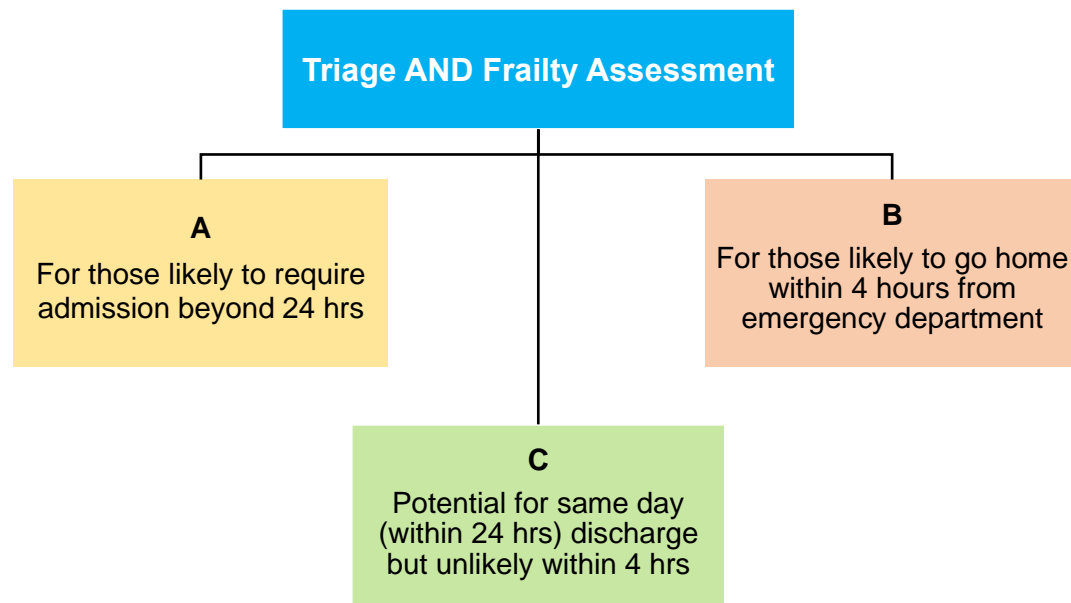 Triage AND Frailty Assessment
A
For those likely to require
admission beyond 24 hrs
B
For those likely to go home
within 4 hours from
emergency department
C
Potential for same day
(within 24 hrs) discharge
but unlikely within 4 hrs